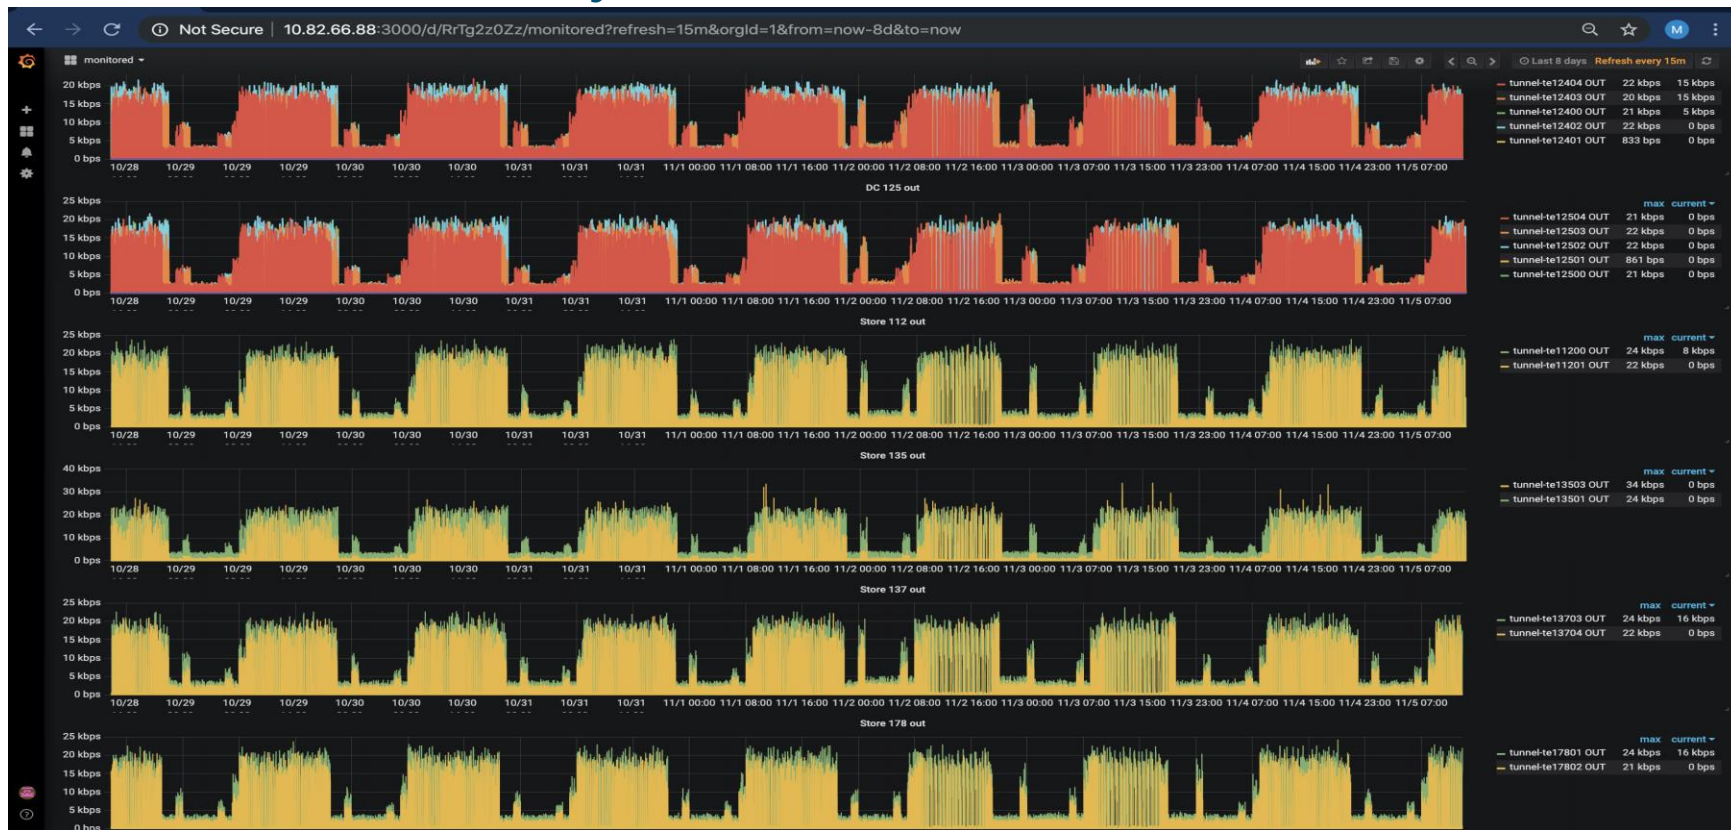 Not Secure | 10.82.66.88:3000/d/RrTg2z0Zz/monitored?refresh=15m&orgId=1&from=now-8d&to=now
M
monitored
Last 8 days Refresh every 15m
20 kbps
15 kbps
10 kbps
5 kbps
0 bps
10/28 10/29 10/29 10/29 10/30 10/30 10/30 10/31 10/31 10/31 11/1 00:00 11/1 08:00 11/1 16:00 11/2 00:00 11/2 08:00 11/2 16:00 11/3 00:00 11/3 07:00 11/3 15:00 11/3 23:00 11/4 07:00 11/4 15:00 11/4 23:00 11/5 07:00
tunnel-te12404 OUT 22 kbps 15 kbps
tunnel-te12403 OUT 20 kbps 15 kbps
tunnel-te12400 OUT 21 kbps 5 kbps
tunnel-te12402 OUT 22 kbps 0 bps
tunnel-te12401 OUT 833 bps 0 bps
DC 125 out
25 kbps
20 kbps
15 kbps
10 kbps
5 kbps
0 bps
10/28 10/29 10/29 10/29 10/30 10/30 10/30 10/31 10/31 10/31 11/1 00:00 11/1 08:00 11/1 16:00 11/2 00:00 11/2 08:00 11/2 16:00 11/3 00:00 11/3 07:00 11/3 15:00 11/3 23:00 11/4 07:00 11/4 15:00 11/4 23:00 11/5 07:00
max current
tunnel-te12504 OUT 21 kbps 0 bps
tunnel-te12503 OUT 22 kbps 0 bps
tunnel-te12502 OUT 22 kbps 0 bps
tunnel-te12501 OUT 861 bps 0 bps
tunnel-te12500 OUT 21 kbps 0 bps
Store 112 out
25 kbps
20 kbps
15 kbps
10 kbps
5 kbps
0 bps
10/28 10/29 10/29 10/29 10/30 10/30 10/30 10/31 10/31 10/31 11/1 00:00 11/1 08:00 11/1 16:00 11/2 00:00 11/2 08:00 11/2 16:00 11/3 00:00 11/3 07:00 11/3 15:00 11/3 23:00 11/4 07:00 11/4 15:00 11/4 23:00 11/5 07:00
max current
tunnel-te11200 OUT 24 kbps 8 kbps
tunnel-te11201 OUT 22 kbps 0 bps
Store 135 out
40 kbps
30 kbps
20 kbps
10 kbps
0 bps
10/28 10/29 10/29 10/29 10/30 10/30 10/30 10/31 10/31 10/31 11/1 00:00 11/1 08:00 11/1 16:00 11/2 00:00 11/2 08:00 11/2 16:00 11/3 00:00 11/3 07:00 11/3 15:00 11/3 23:00 11/4 07:00 11/4 15:00 11/4 23:00 11/5 07:00
max current
tunnel-te13503 OUT 34 kbps 0 bps
tunnel-te13501 OUT 24 kbps 0 bps
Store 137 out
25 kbps
20 kbps
15 kbps
10 kbps
5 kbps
0 bps
10/28 10/29 10/29 10/29 10/30 10/30 10/30 10/31 10/31 10/31 11/1 00:00 11/1 08:00 11/1 16:00 11/2 00:00 11/2 08:00 11/2 16:00 11/3 00:00 11/3 07:00 11/3 15:00 11/3 23:00 11/4 07:00 11/4 15:00 11/4 23:00 11/5 07:00
max current
tunnel-te13703 OUT 24 kbps 16 kbps
tunnel-te13704 OUT 22 kbps 0 bps
Store 178 out
25 kbps
20 kbps
15 kbps
10 kbps
5 kbps
0 bps
max current
tunnel-te17801 OUT 24 kbps 16 kbps
tunnel-te17802 OUT 21 kbps 0 bps